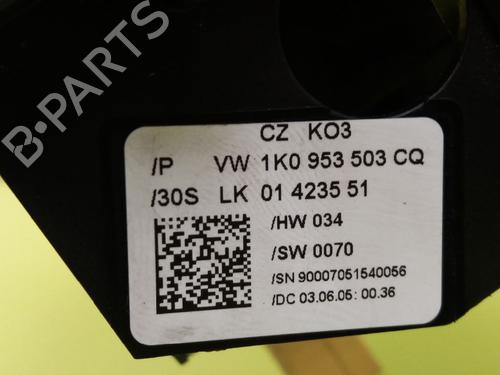 B-PARTS
CZ KO3
/P VW 1K0 953 503 CQ
/30S LK 01 4235 51
/HW 034
/SW 0070
/SN 90007051540056
/DC 03.06.05: 00.36